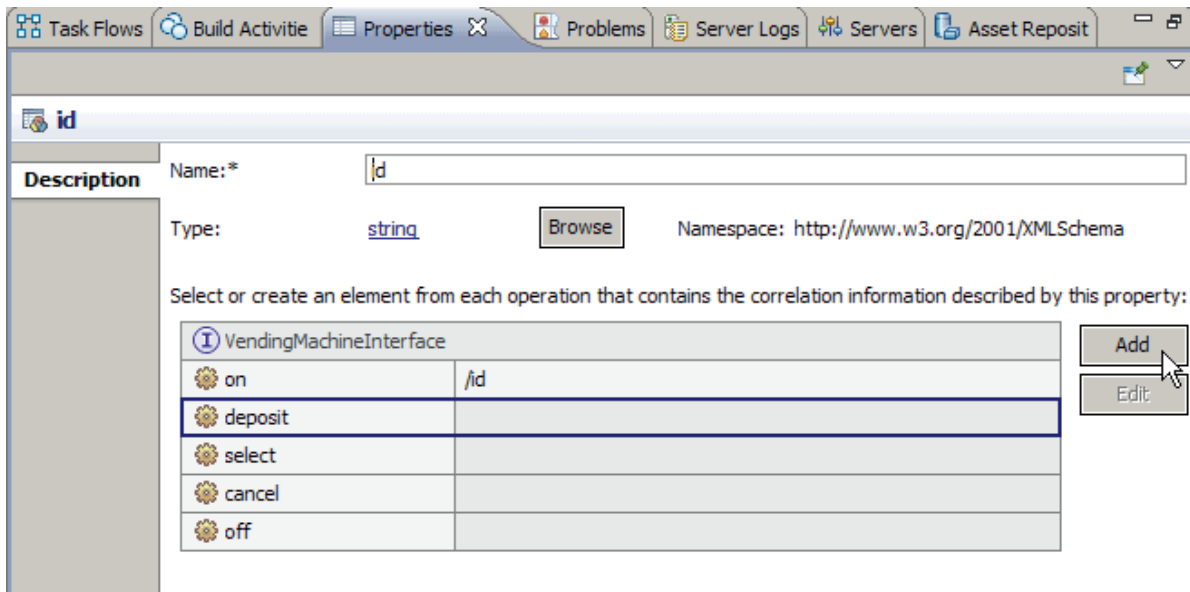 Task Flows Build Activitie Properties Problems Server Logs Servers Asset Reposit
id
Description
Name:* id
Type: string Browse Namespace: http://www.w3.org/2001/XMLSchema
Select or create an element from each operation that contains the correlation information described by this property:
I VendingMachineInterface Add
on /id
Edit
deposit
select
cancel
off